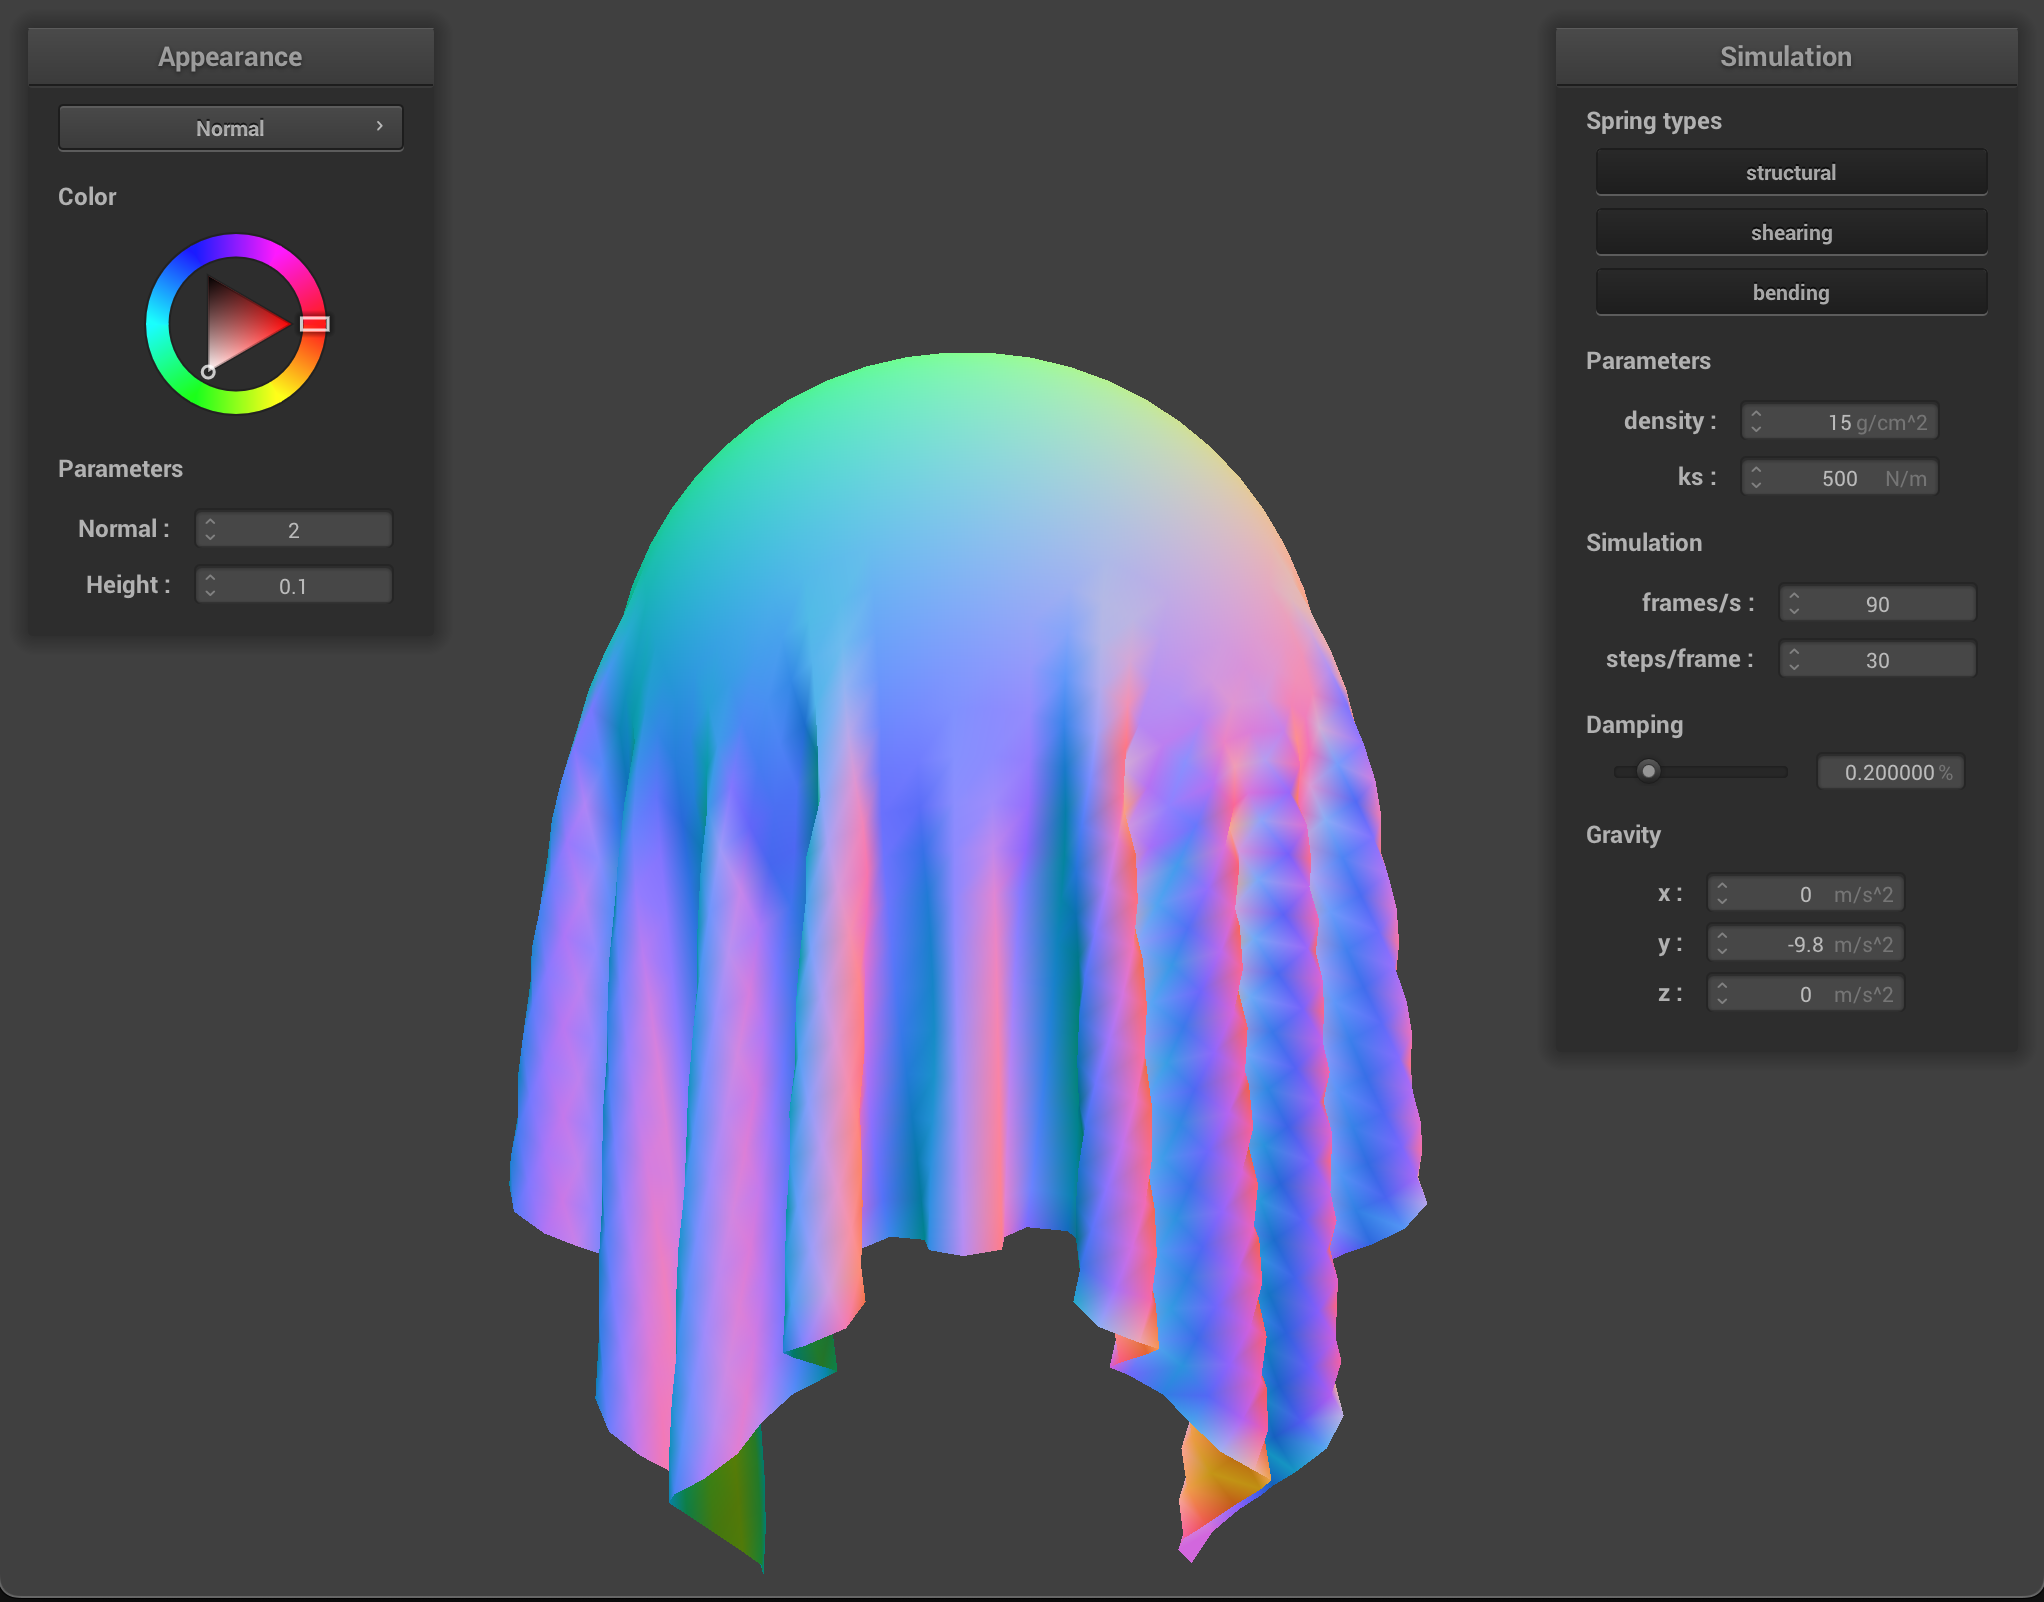 Appearance
Normal
Color
Parameters
Normal : 2
Height : 0.1
Simulation
Spring types
structural
shearing
bending
Parameters
density : 15 g/cm^2
ks : 500 N/m
Simulation
frames/s : 90
steps/frame : 30
Damping
0.200000 %
Gravity
x : 0 m/s^2
y : -9.8 m/s^2
z : 0 m/s^2